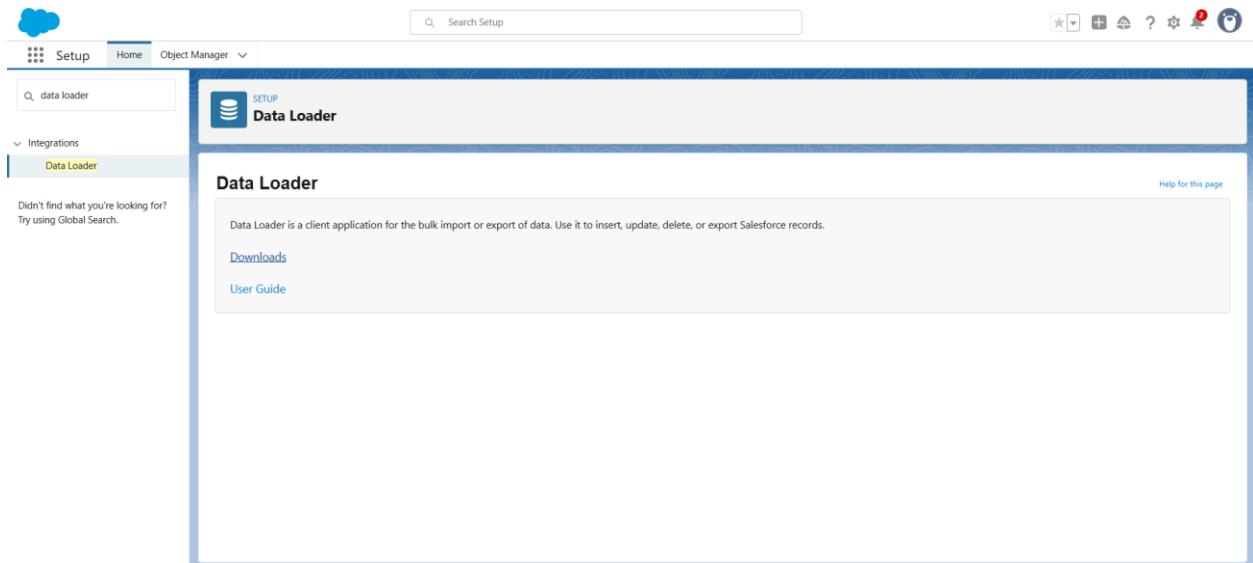 Search Setup
2
Setup Home Object Manager
data loader
Integrations
Data Loader
Didn't find what you're looking for?
Try using Global Search.
SETUP
Data Loader
Data Loader
Help for this page
Data Loader is a client application for the bulk import or export of data. Use it to insert, update, delete, or export Salesforce records.
Downloads
User Guide